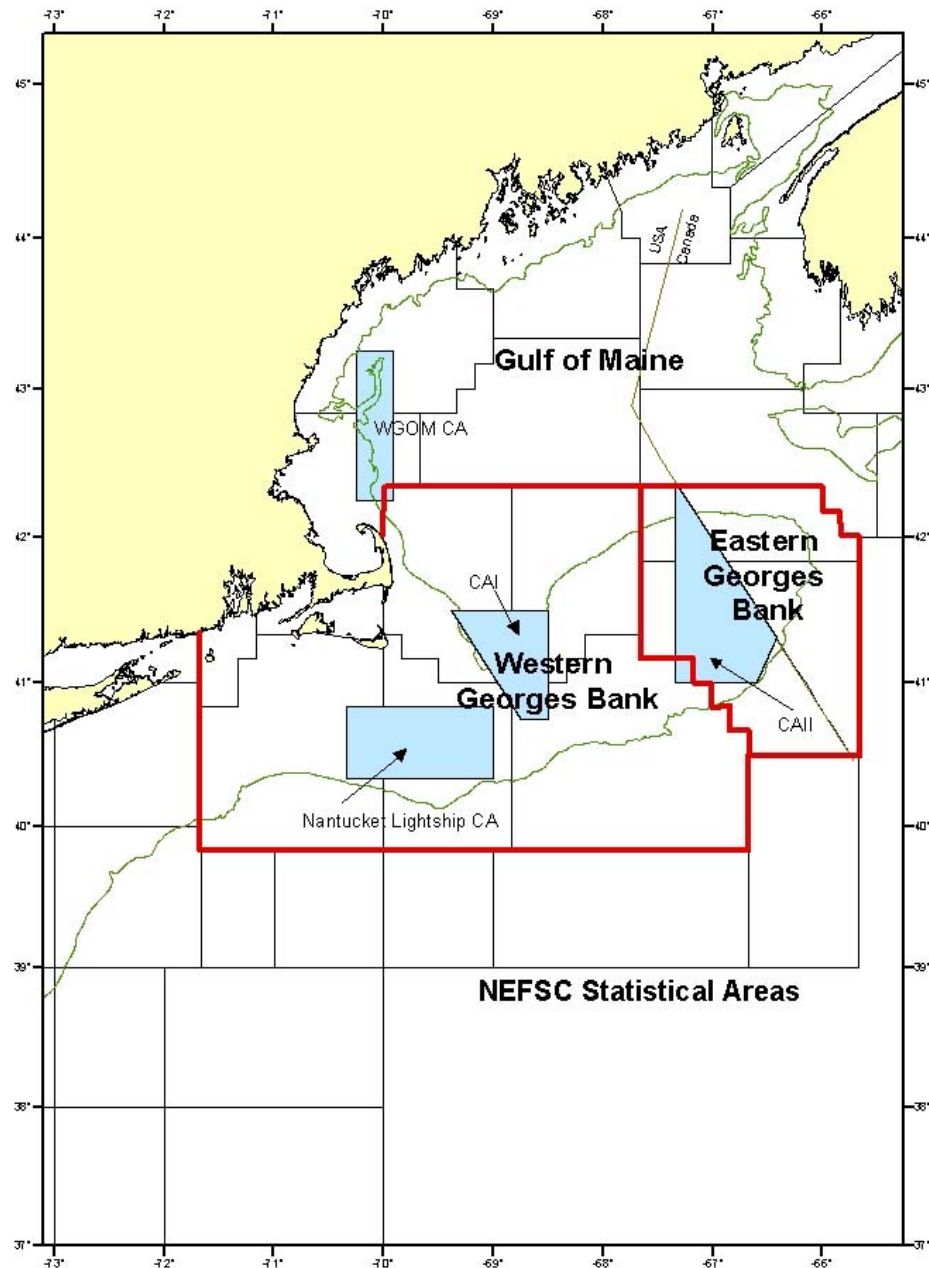 -73° -72° -71° -70° -69° -68° -67° -66°
45° 45°
44° 44°
USA
Canada
Gulf of Maine
43° 43°
WGOM CA
42° 42°
Eastern
Georges
Bank
CAI
Western
Georges Bank
41° 41°
CAII
Nantucket Lightship CA
40° 40°
39° 39°
NEFSC Statistical Areas
38° 38°
37° 37°
-73° -72° -71° -70° -69° -68° -67° -66°